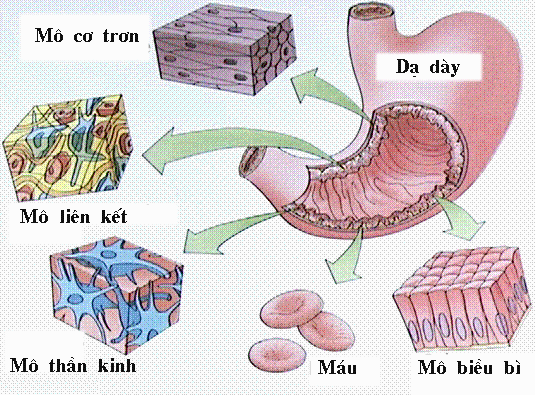 Mô cơ trơn
Dạ dày
Mô liên kết
Mô thần kinh
Máu
Mô biểu bì